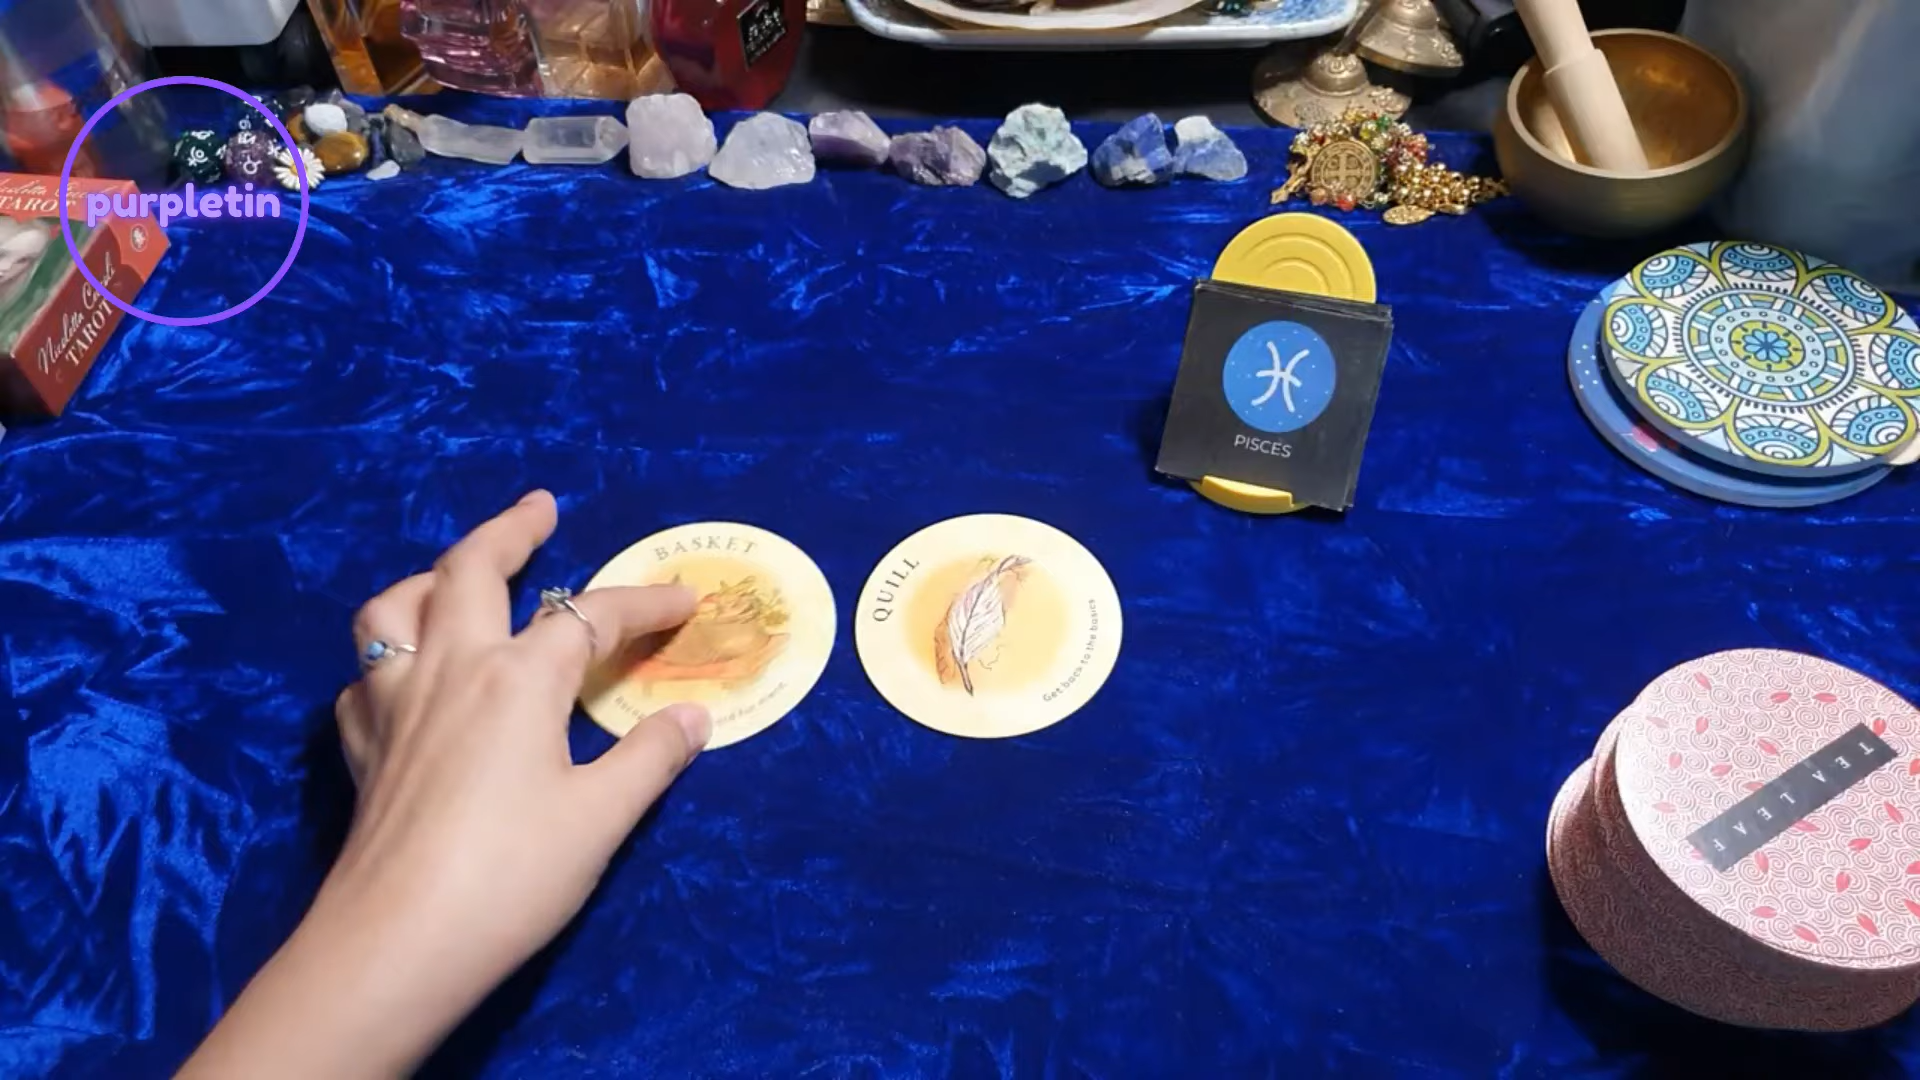 purpletin
TAROT
Nicoletta Ceccoli
TAROT
PISCES
BASKET
QUILL
Get back to the basics
TEA LEAF